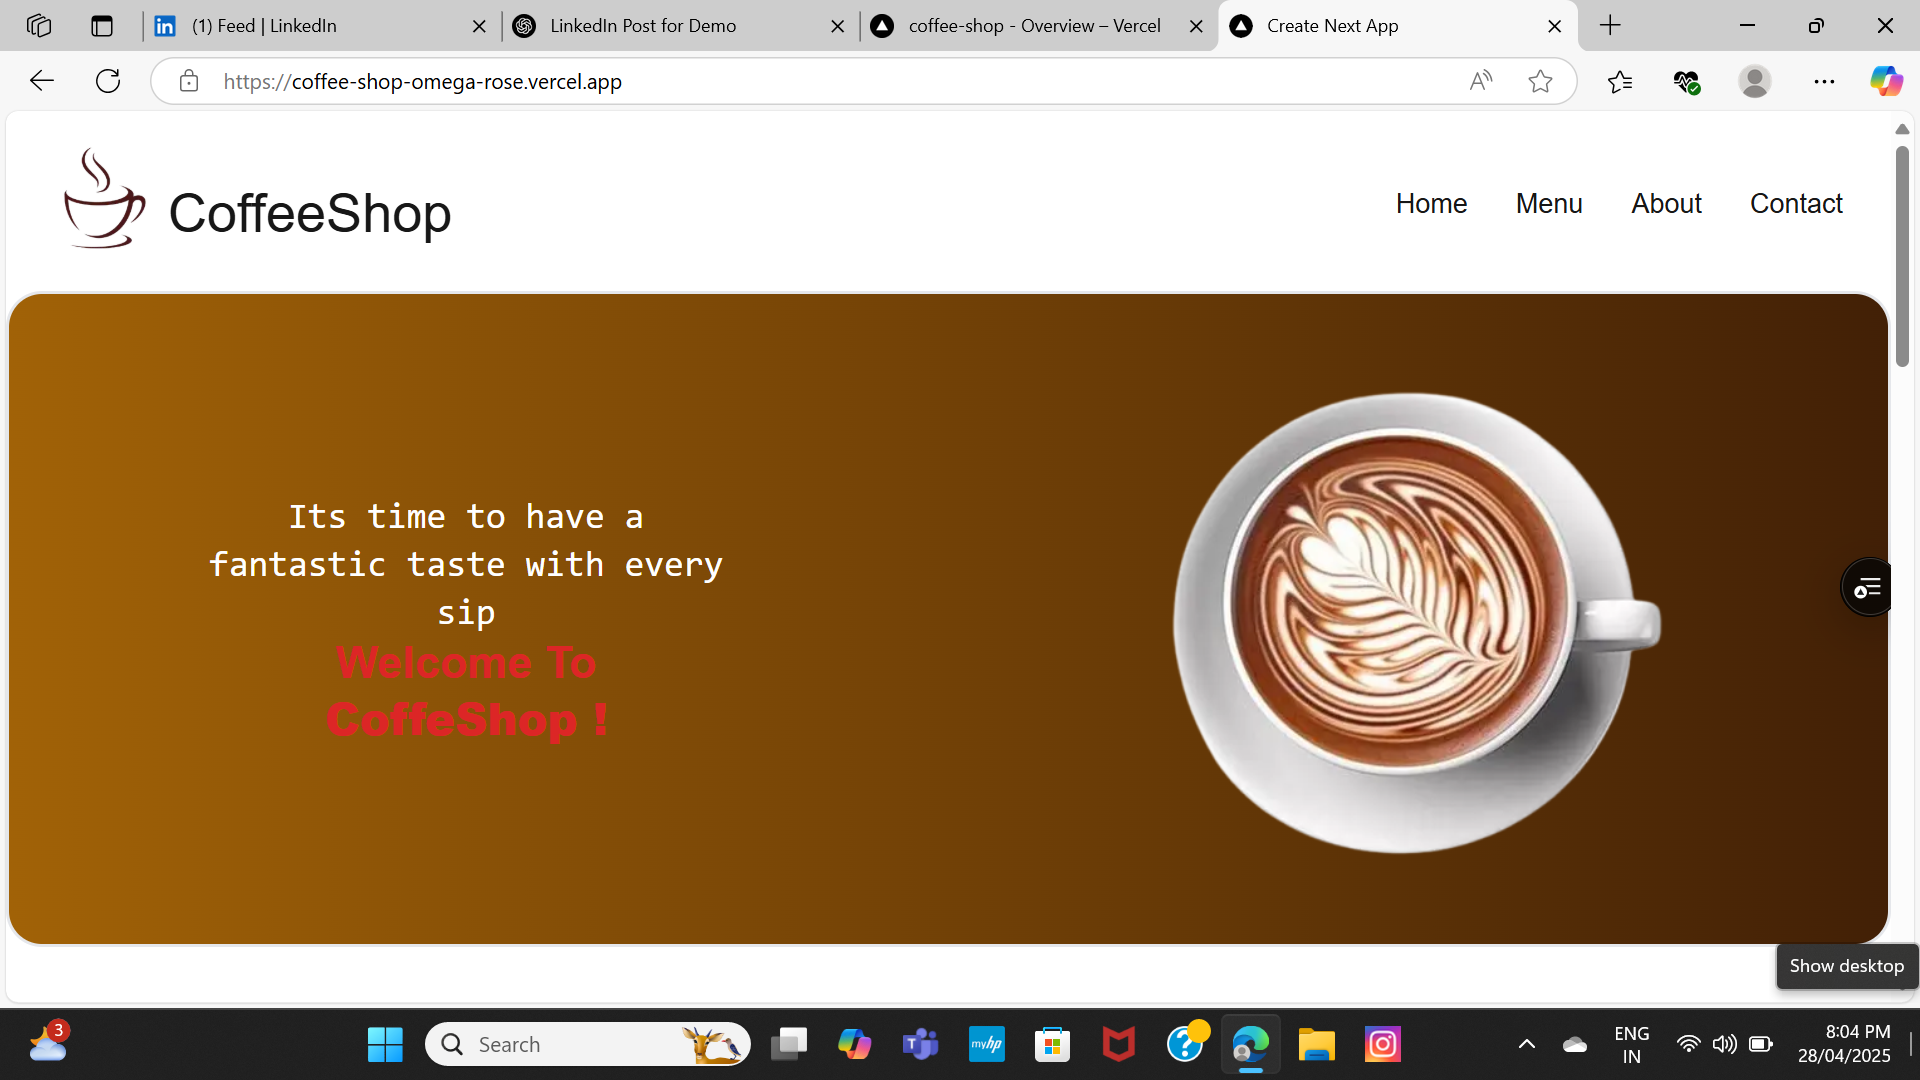 (1) Feed | LinkedIn
LinkedIn Post for Demo
coffee-shop - Overview – Vercel
Create Next App
https://coffee-shop-omega-rose.vercel.app
CoffeeShop
Home
Menu
About
Contact
Its time to have a
fantastic taste with every
sip
Welcome To
CoffeShop !
Show desktop
3
Search
myhp
ENG
IN
8:04 PM
28/04/2025